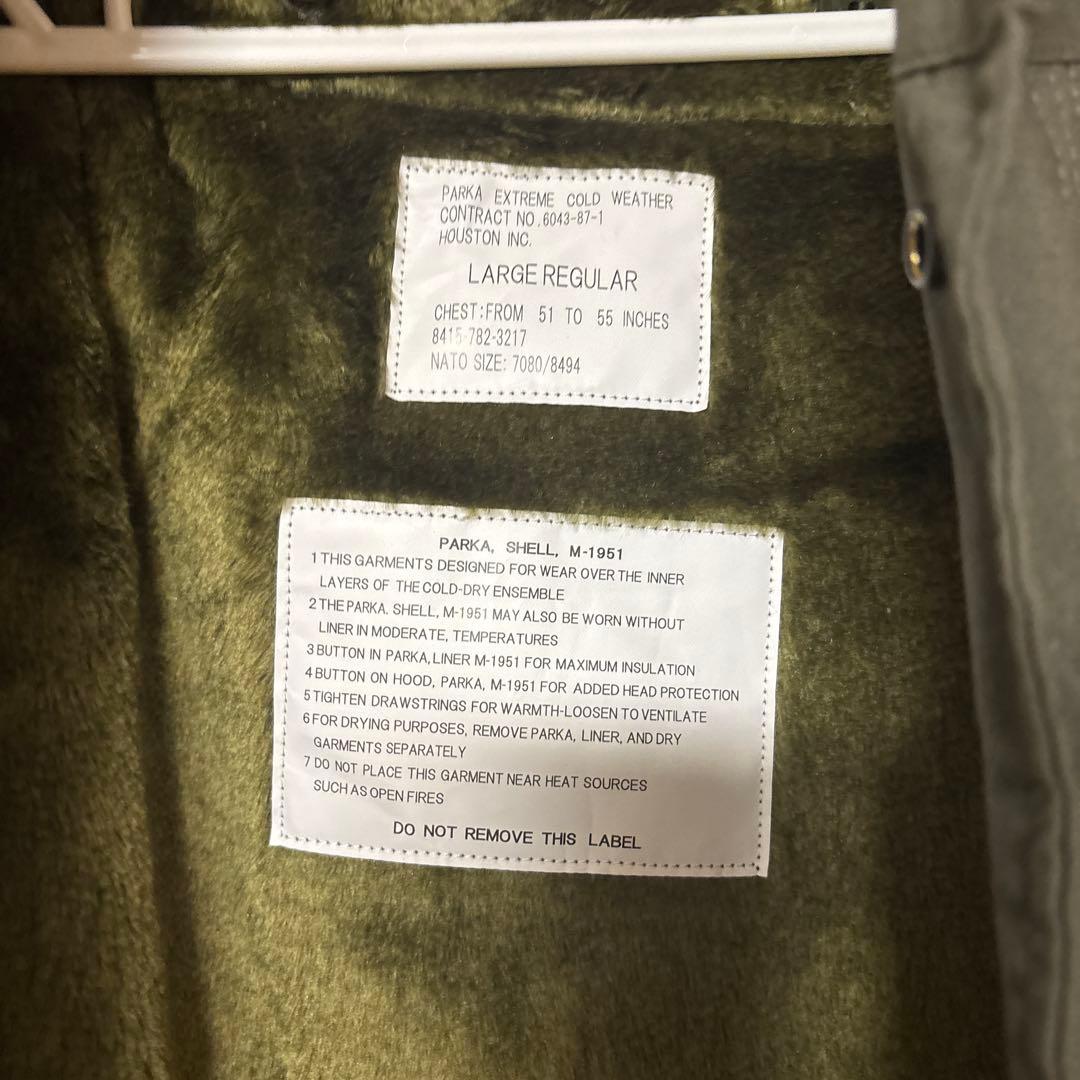 PARKA EXTREME COLD WEATHER
CONTRACT NO.6043-87-1
HOUSTON INC.
LARGE REGULAR
CHEST:FROM 51 TO 55 INCHES
8415-782-3217
NATO SIZE: 7080/8494
PARKA, SHELL, M-1951
1 THIS GARMENTS DESIGNED FOR WEAR OVER THE INNER
LAYERS OF THE COLD-DRY ENSEMBLE
2 THE PARKA. SHELL, M-1951 MAY ALSO BE WORN WITHOUT
LINER IN MODERATE, TEMPERATURES
3 BUTTON IN PARKA, LINER M-1951 FOR MAXIMUM INSULATION
4 BUTTON ON HOOD, PARKA, M-1951 FOR ADDED HEAD PROTECTION
5 TIGHTEN DRAWSTRINGS FOR WARMTH-LOOSEN TO VENTILATE
6 FOR DRYING PURPOSES, REMOVE PARKA, LINER, AND DRY
GARMENTS SEPARATELY
7 DO NOT PLACE THIS GARMENT NEAR HEAT SOURCES
SUCH AS OPEN FIRES
DO NOT REMOVE THIS LABEL